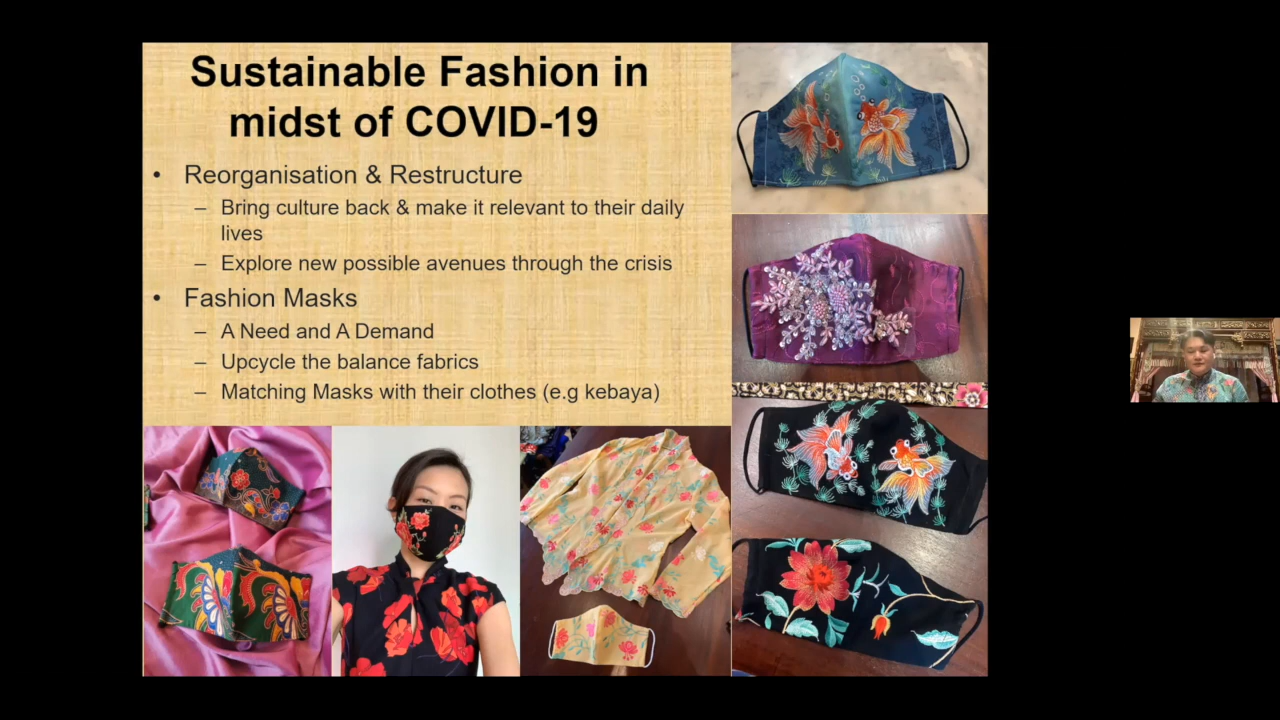 Sustainable Fashion in
midst of COVID-19
• Reorganisation & Restructure
– Bring culture back & make it relevant to their daily
lives
– Explore new possible avenues through the crisis
• Fashion Masks
– A Need and A Demand
– Upcycle the balance fabrics
– Matching Masks with their clothes (e.g kebaya)